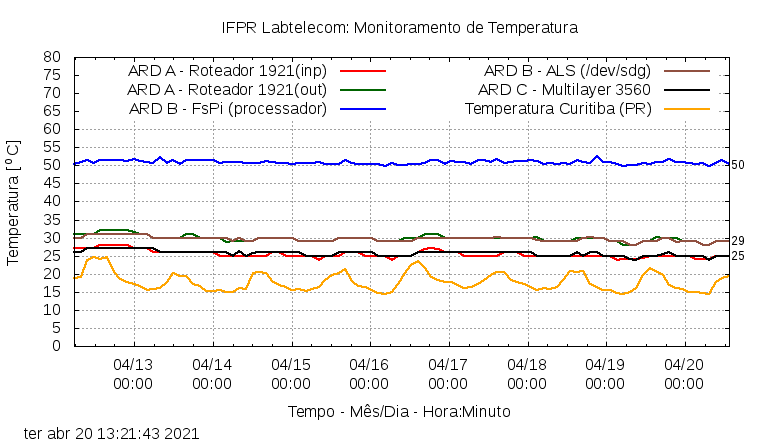 IFPR Labtelecom: Monitoramento de Temperatura
ARD A - Roteador 1921(inp)
ARD A - Roteador 1921(out)
ARD B - FsPi (processador)
ARD B - ALS (/dev/sdg)
ARD C - Multilayer 3560
Temperatura Curitiba (PR)
Temperatura [ ºC]
80
75
70
65
60
55
50
45
40
35
30
25
20
15
10
5
0
50
29
25
04/13 04/14 04/15 04/16 04/17 04/18 04/19 04/20
00:00 00:00 00:00 00:00 00:00 00:00 00:00 00:00
Tempo - Mês/Dia - Hora:Minuto
ter abr 20 13:21:43 2021